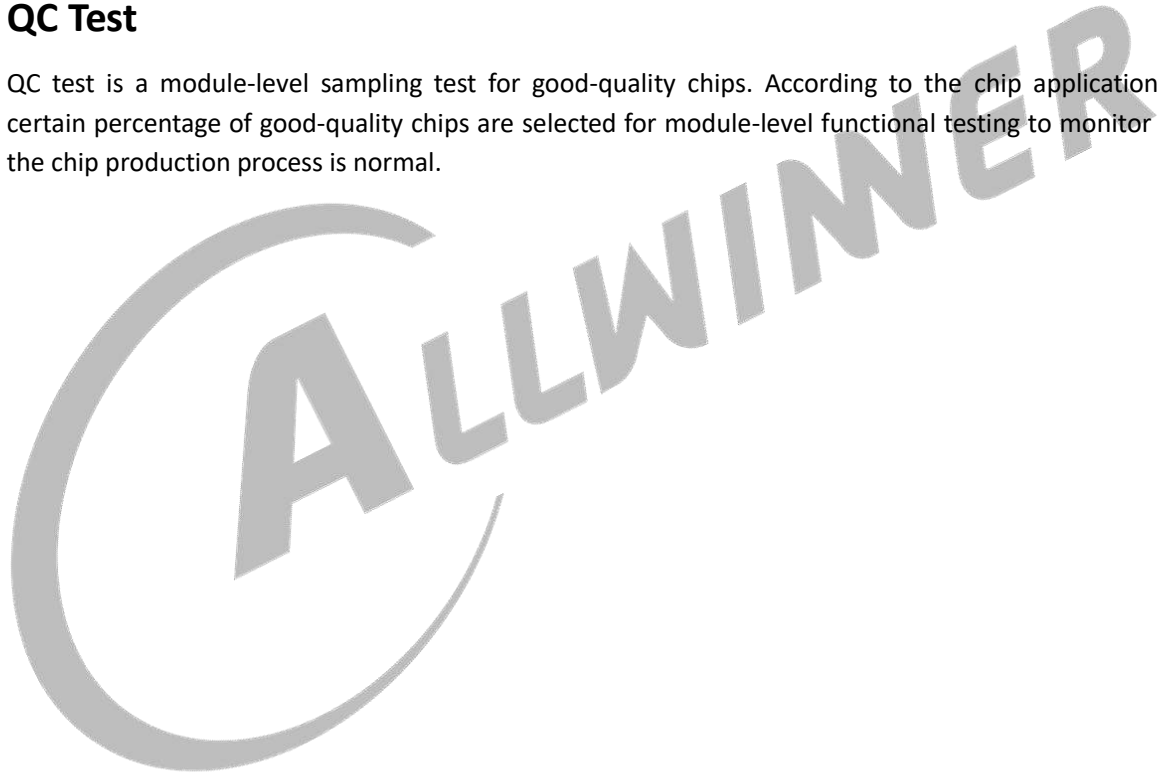 QC Test
QC test is a module-level sampling test for good-quality chips. According to the chip application
certain percentage of good-quality chips are selected for module-level functional testing to monitor
the chip production process is normal.
ALLWINNER